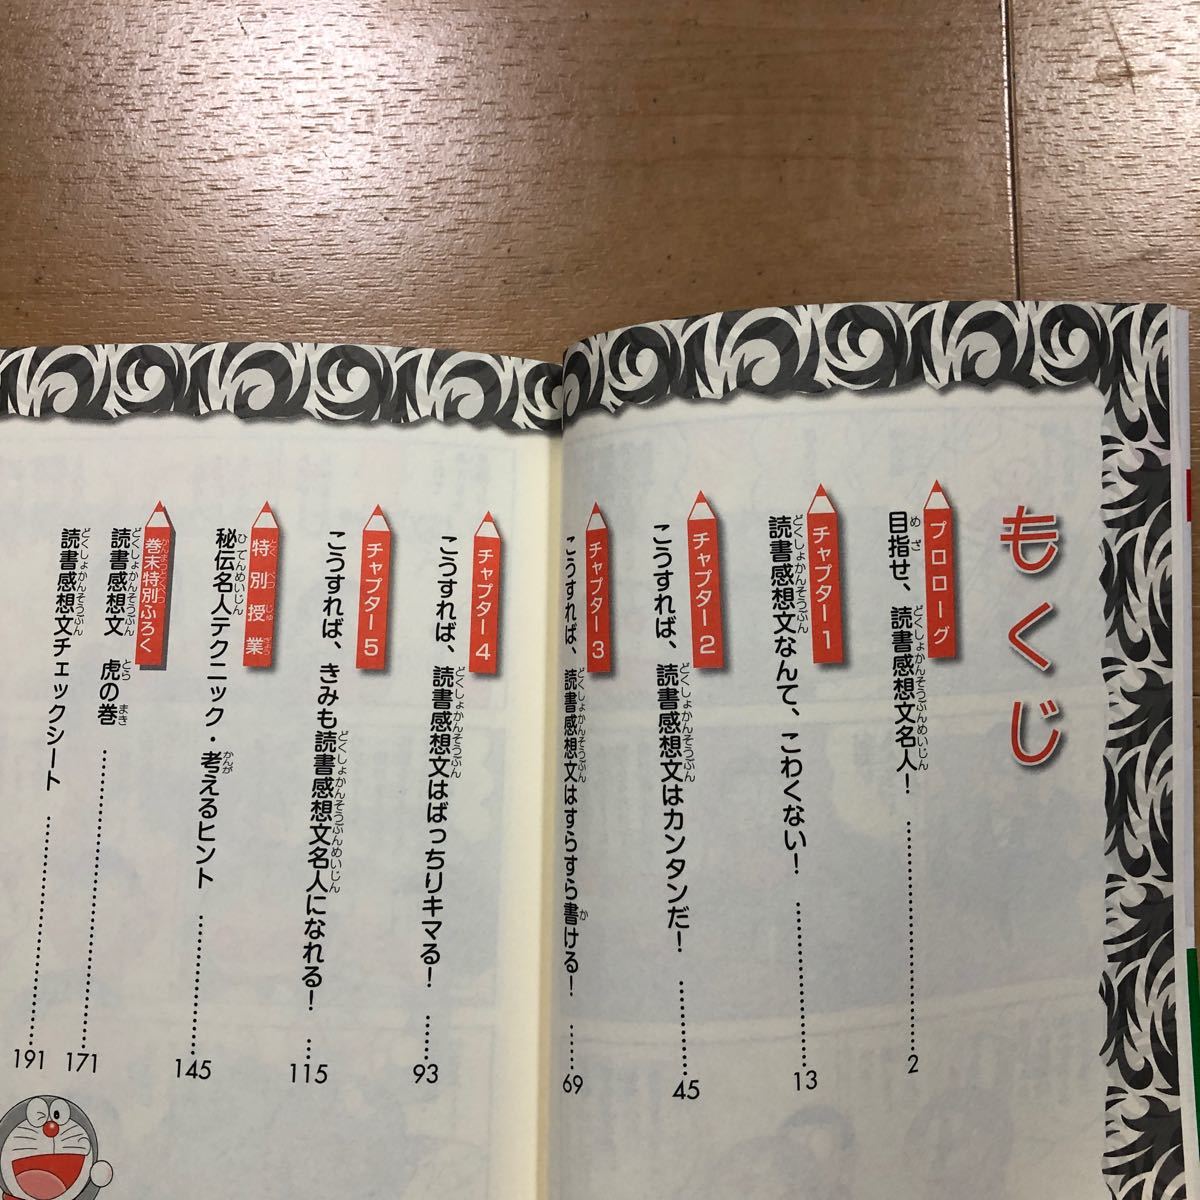 もくじ
プロローグ
目指せ、読書感想文名人！ 2
チャプター1
読書感想文なんて、こわくない！ 13
チャプター2
こうすれば、読書感想文はカンタンだ！ 45
チャプター3
こうすれば、読書感想文はすらすら書ける！ 69
チャプター4
こうすれば、読書感想文はばっちりキマる！ 93
チャプター5
こうすれば、きみも読書感想文名人になれる！ 115
特別授業
秘伝名人テクニック・考えるヒント 145
巻末特別ふろく
読書感想文 虎の巻 171
読書感想文チェックシート 191